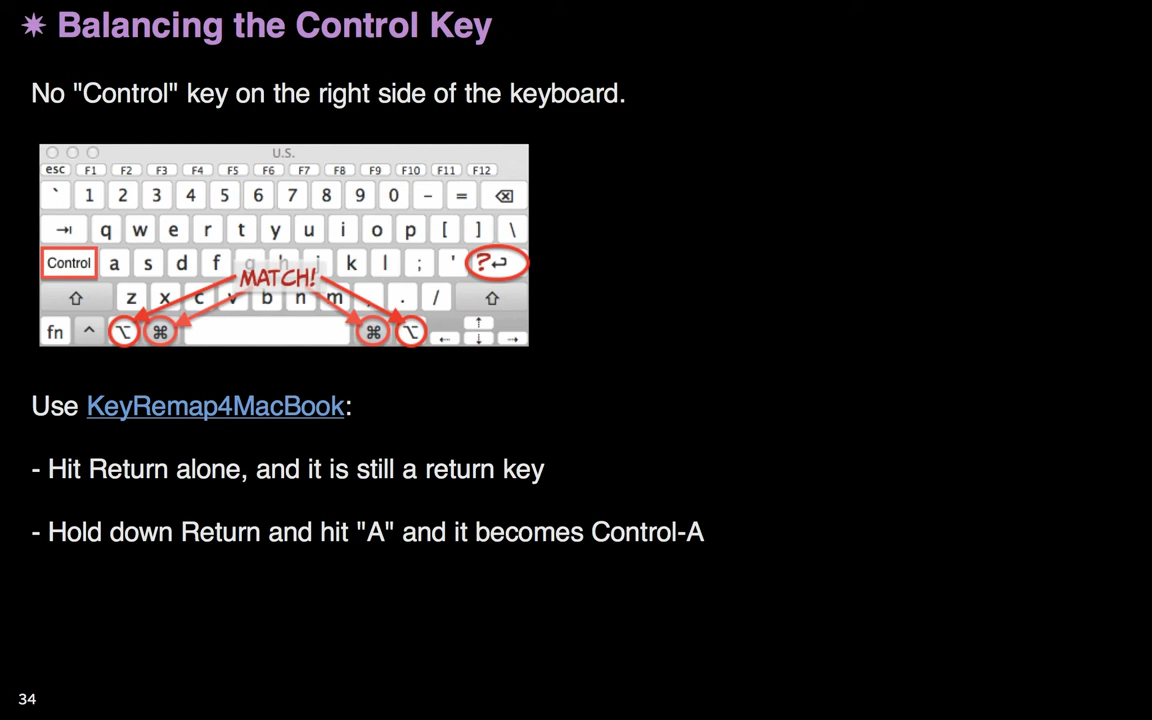 ✷ Balancing the Control Key
No "Control" key on the right side of the keyboard.
U.S.
esc F1 F2 F3 F4 F5 F6 F7 F8 F9 F10 F11 F12
` 1 2 3 4 5 6 7 8 9 0 - = ⌫
⇥ q w e r t y u i o p [ ] \
Control a s d f g h j k l ; ' ?↩
MATCH!
⇧ z x c v b n m , . / ⇧
fn ^ ⌥ ⌘ ⌘ ⌥ ← ↑ ↓ →
Use KeyRemap4MacBook:
- Hit Return alone, and it is still a return key
- Hold down Return and hit "A" and it becomes Control-A
34